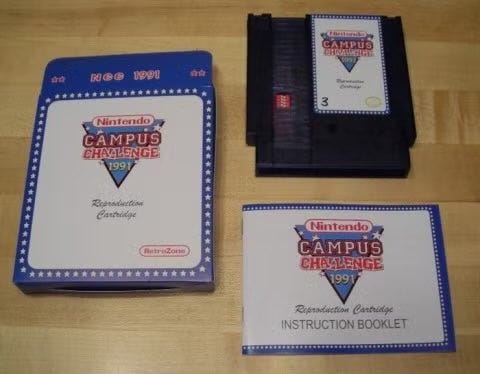 NCC 1991
Nintendo
CAMPUS
CHALLENGE
1991
Reproduction
Cartridge
RetroZone
Nintendo
CAMPUS
CHALLENGE
1991
Reproduction
Cartridge
3
Nintendo
CAMPUS
CHALLENGE
1991
Reproduction Cartridge
INSTRUCTION BOOKLET